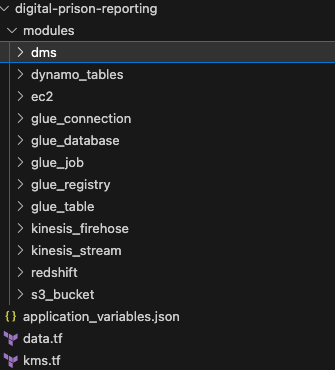 digital-prison-reporting
modules
dms
dynamo_tables
ec2
glue_connection
glue_database
glue_job
glue_registry
glue_table
kinesis_firehose
kinesis_stream
redshift
s3_bucket
{} application_variables.json
data.tf
kms.tf